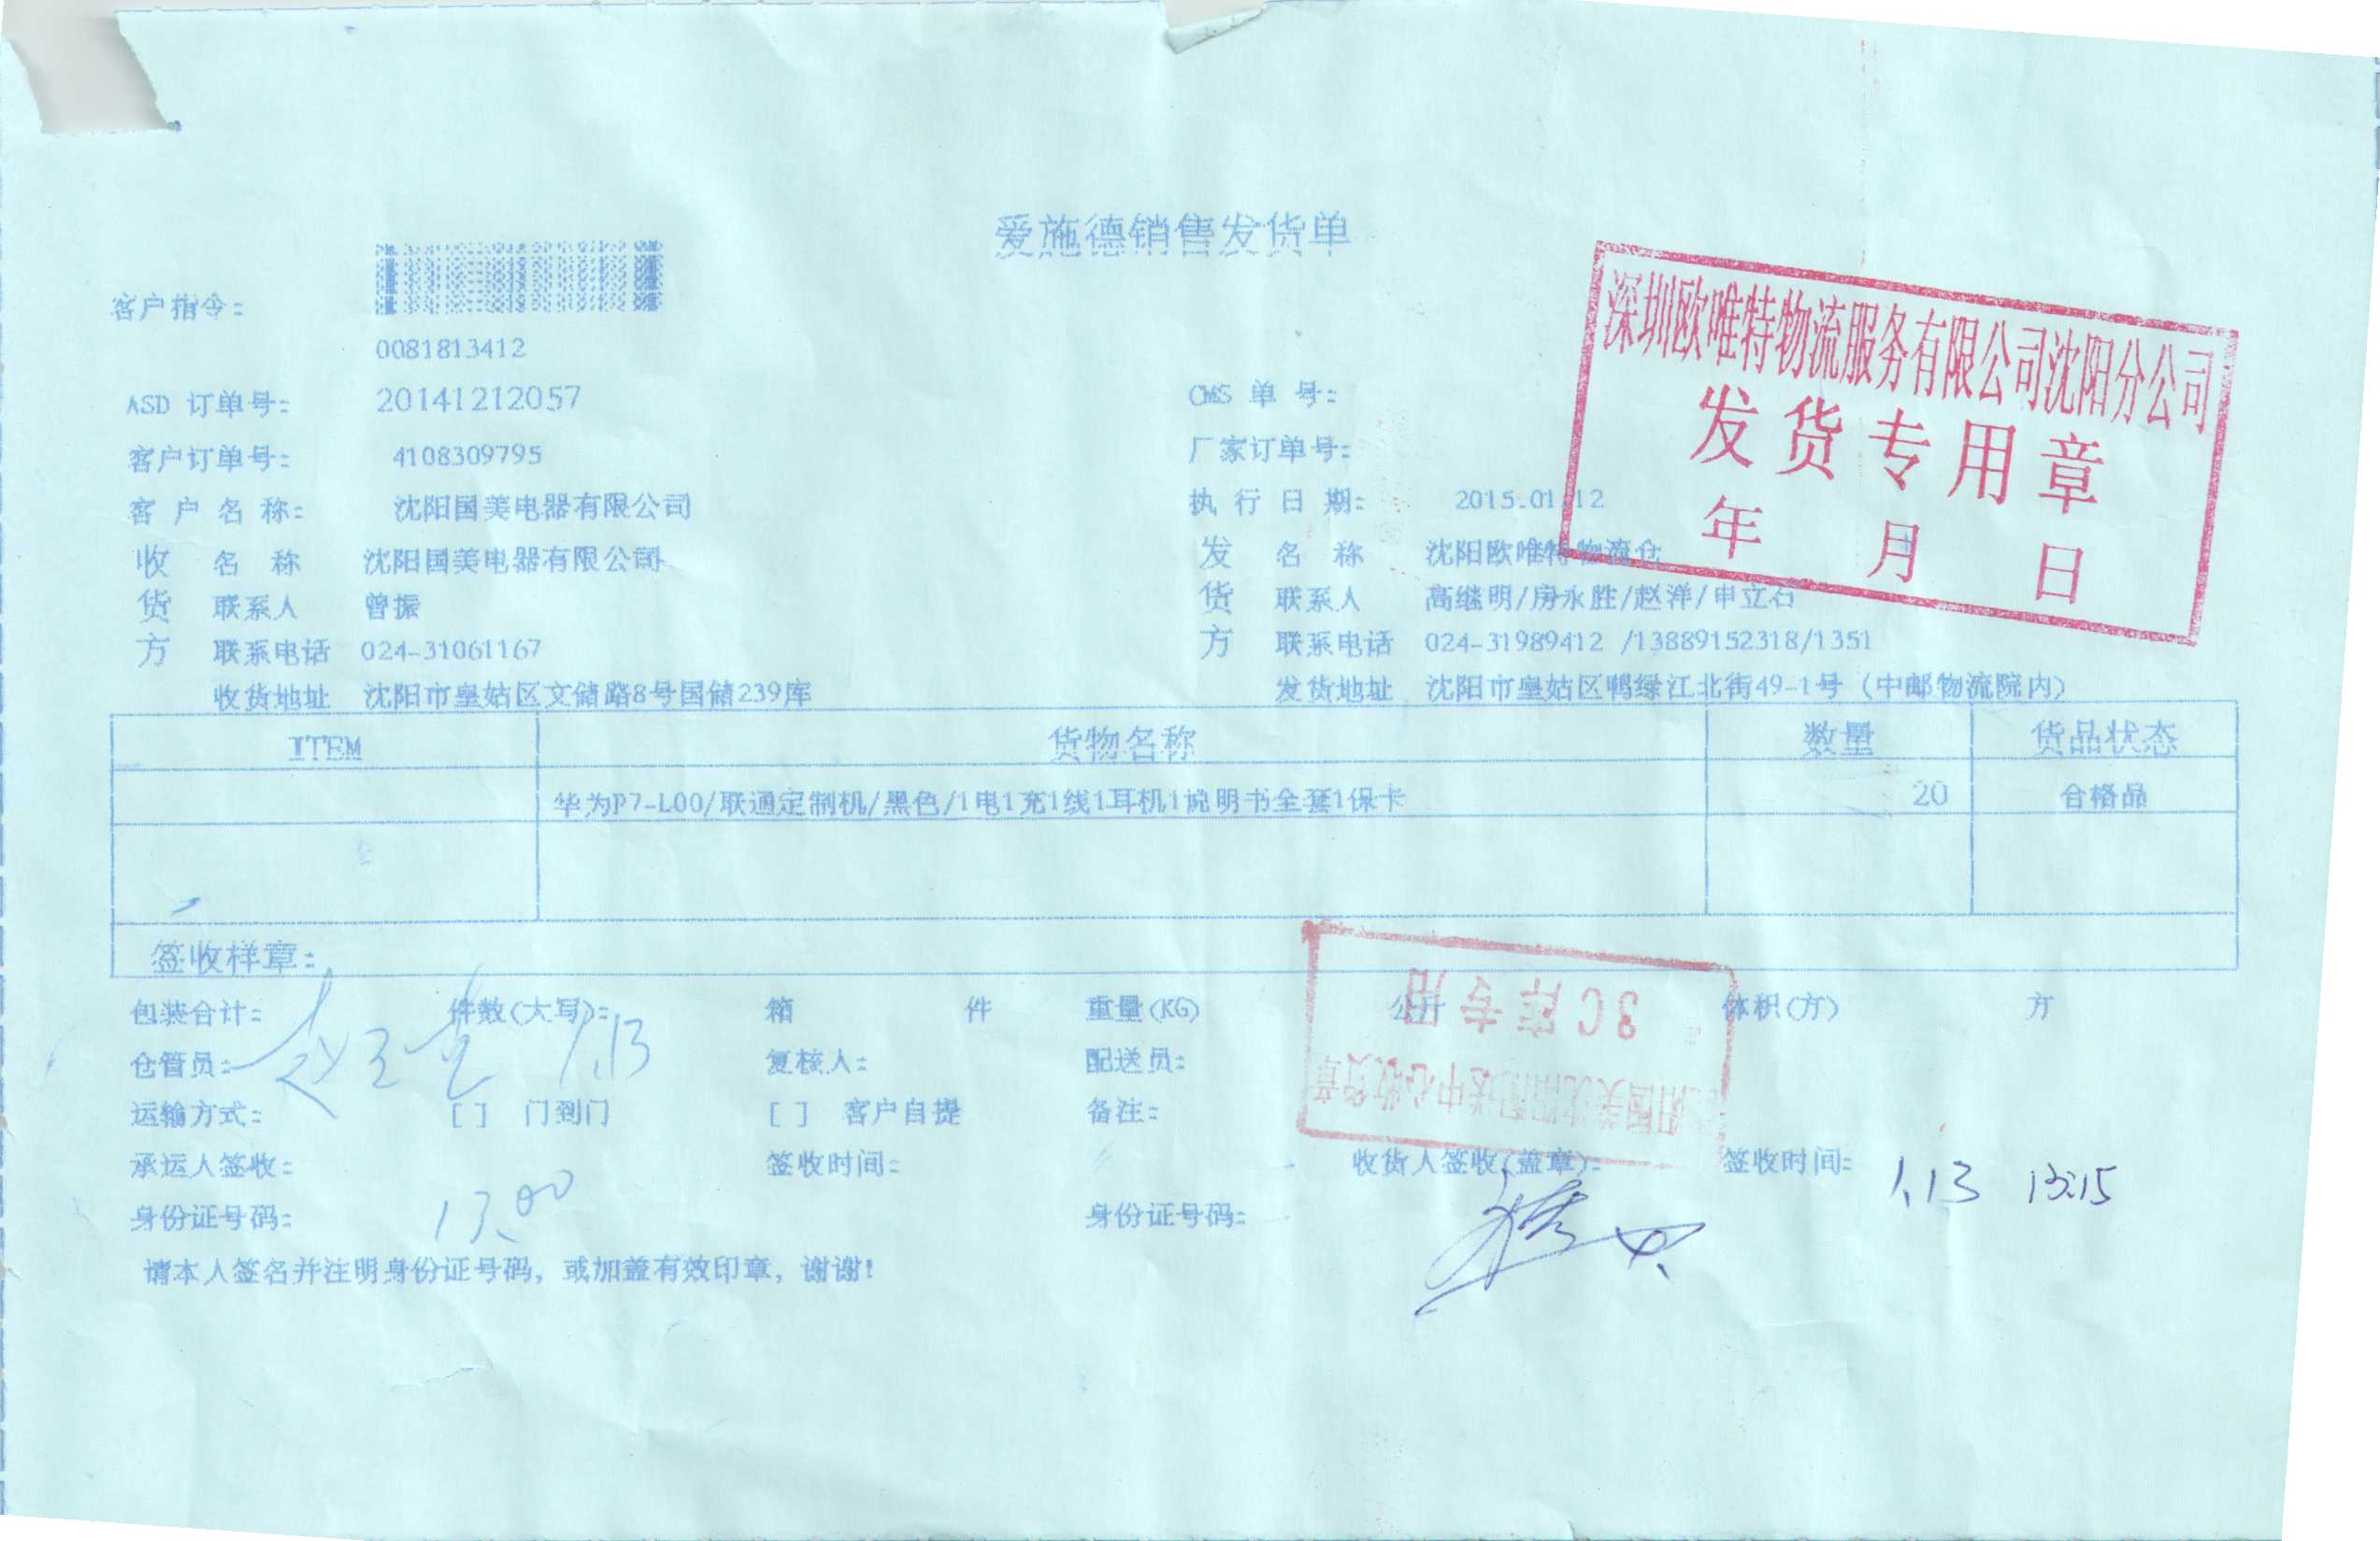 爱施德销售发货单
客户指令:
0081813412
ASD 订单号: 20141212057 CMS 单 号:
客户订单号: 4108309795 厂家订单号:
客 户 名 称: 沈阳国美电器有限公司 执 行 日 期: 2015.01.12
收 名 称 沈阳国美电器有限公司 发 名 称 沈阳欧唯特物流仓
货 联系人 曾振 货 联系人 高继明/房永胜/赵洋/申立石
方 联系电话 024-31061167 方 联系电话 024-31989412 /13889152318/1351
收货地址 沈阳市皇姑区文储路8号国储239库 发货地址 沈阳市皇姑区鸭绿江北街49-1号 (中邮物流院内)
深圳欧唯特物流服务有限公司沈阳分公司
发货专用章
年 月 日
ITEM 货物名称 数量 货品状态
华为P7-L00/联通定制机/黑色/1电1充1线1耳机1说明书全套1保卡 20 合格品
签收样章:
包装合计: 件数(大写): 箱 件 重量(KG) 公斤 体积(方) 方
仓管员: 1.13 复核人: 配送员:
运输方式: [ ] 门到门 [ ] 客户自提 备注:
3C库专用
沈阳国美沈阳配送中心收货章
承运人签收: 签收时间: 收货人签收(盖章): 签收时间: 1.13 13:15
身份证号码: 13.00 身份证号码:
请本人签名并注明身份证号码, 或加盖有效印章, 谢谢!